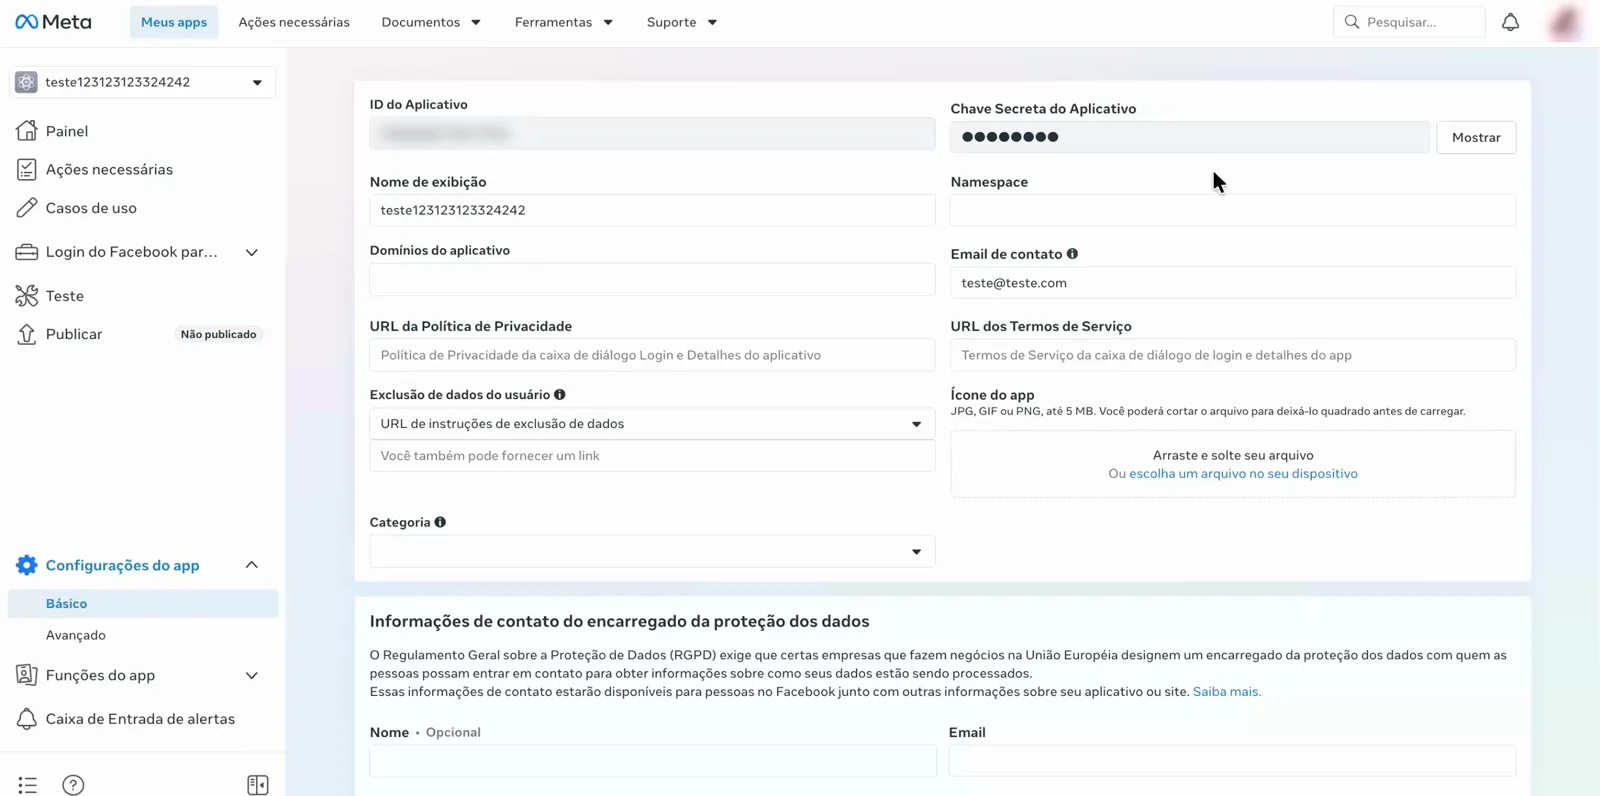 Meta
Meus apps
Ações necessárias
Documentos
Ferramentas
Suporte
Pesquisar...
teste123123123324242
Painel
Ações necessárias
Casos de uso
Login do Facebook par...
Teste
Publicar
Não publicado
Configurações do app
Básico
Avançado
Funções do app
Caixa de Entrada de alertas
ID do Aplicativo
Chave Secreta do Aplicativo
●●●●●●●●
Mostrar
Nome de exibição
teste123123123324242
Namespace
Domínios do aplicativo
Email de contato
teste@teste.com
URL da Política de Privacidade
Política de Privacidade da caixa de diálogo Login e Detalhes do aplicativo
URL dos Termos de Serviço
Termos de Serviço da caixa de diálogo de login e detalhes do app
Exclusão de dados do usuário
URL de instruções de exclusão de dados
Você também pode fornecer um link
Ícone do app
JPG, GIF ou PNG, até 5 MB. Você poderá cortar o arquivo para deixá-lo quadrado antes de carregar.
Arraste e solte seu arquivo
Ou escolha um arquivo no seu dispositivo
Categoria
Informações de contato do encarregado da proteção dos dados
O Regulamento Geral sobre a Proteção de Dados (RGPD) exige que certas empresas que fazem negócios na União Européia designem um encarregado da proteção dos dados com quem as
pessoas possam entrar em contato para obter informações sobre como seus dados estão sendo processados.
Essas informações de contato estarão disponíveis para pessoas no Facebook junto com outras informações sobre seu aplicativo ou site. Saiba mais.
Nome • Opcional
Email